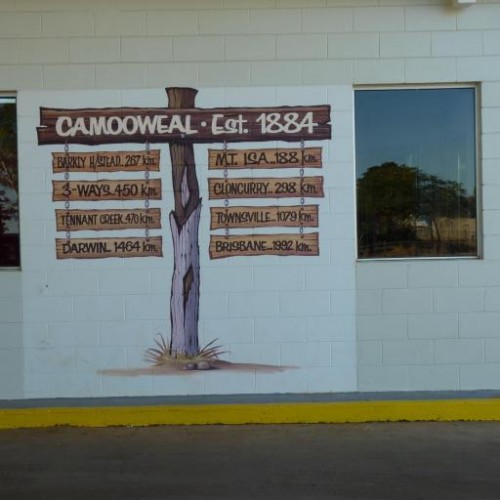 CAMOOWEAL · Est. 1884
BARKLY H/STEAD... 267 km.
3-WAYS. 450 km
TENNANT CREEK. 470 km
DARWIN... 1464 km.
MT. ISA... 188 km.
CLONCURRY... 298 km.
TOWNSVILLE... 1079 km.
BRISBANE... 1992 km.